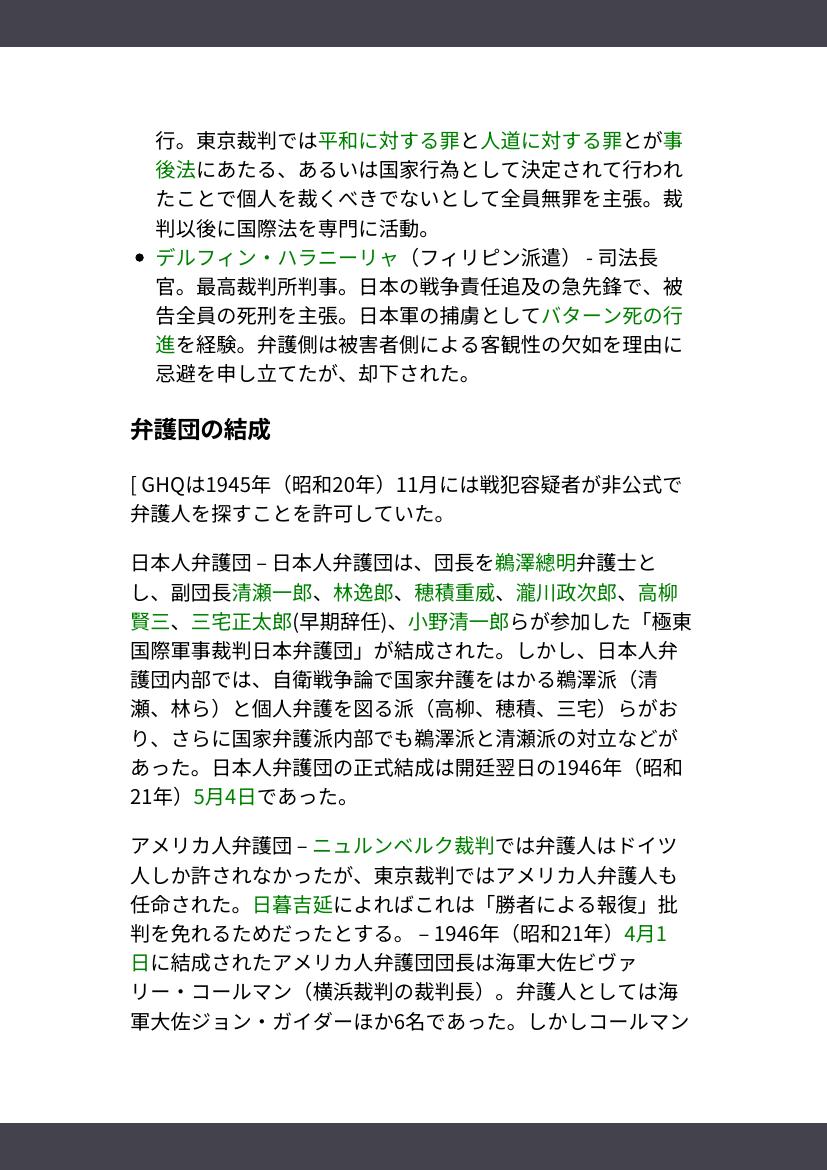 行。東京裁判では平和に対する罪と人道に対する罪とが事
後法にあたる、あるいは国家行為として決定されて行われ
たことで個人を裁くべきでないとして全員無罪を主張。裁
判以後に国際法を専門に活動。
• デルフィン・ハラニーリャ（フィリピン派遣） - 司法長
官。最高裁判所判事。日本の戦争責任追及の急先鋒で、被
告全員の死刑を主張。日本軍の捕虜としてバターン死の行
進を経験。弁護側は被害者側による客観性の欠如を理由に
忌避を申し立てたが、却下された。
弁護団の結成
[ GHQは1945年（昭和20年）11月には戦犯容疑者が非公式で
弁護人を探すことを許可していた。
日本人弁護団 – 日本人弁護団は、団長を鵜澤總明弁護士と
し、副団長清瀬一郎、林逸郎、穂積重威、瀧川政次郎、高柳
賢三、三宅正太郎(早期辞任)、小野清一郎らが参加した「極東
国際軍事裁判日本弁護団」が結成された。しかし、日本人弁
護団内部では、自衛戦争論で国家弁護をはかる鵜澤派（清
瀬、林ら）と個人弁護を図る派（高柳、穂積、三宅）らがお
り、さらに国家弁護派内部でも鵜澤派と清瀬派の対立などが
あった。日本人弁護団の正式結成は開廷翌日の1946年（昭和
21年）5月4日であった。
アメリカ人弁護団 – ニュルンベルク裁判では弁護人はドイツ
人しか許されなかったが、東京裁判ではアメリカ人弁護人も
任命された。日暮吉延によればこれは「勝者による報復」批
判を免れるためだったとする。 – 1946年（昭和21年）4月1
日に結成されたアメリカ人弁護団団長は海軍大佐ビヴァ
リー・コールマン（横浜裁判の裁判長）。弁護人としては海
軍大佐ジョン・ガイダーほか6名であった。しかしコールマン